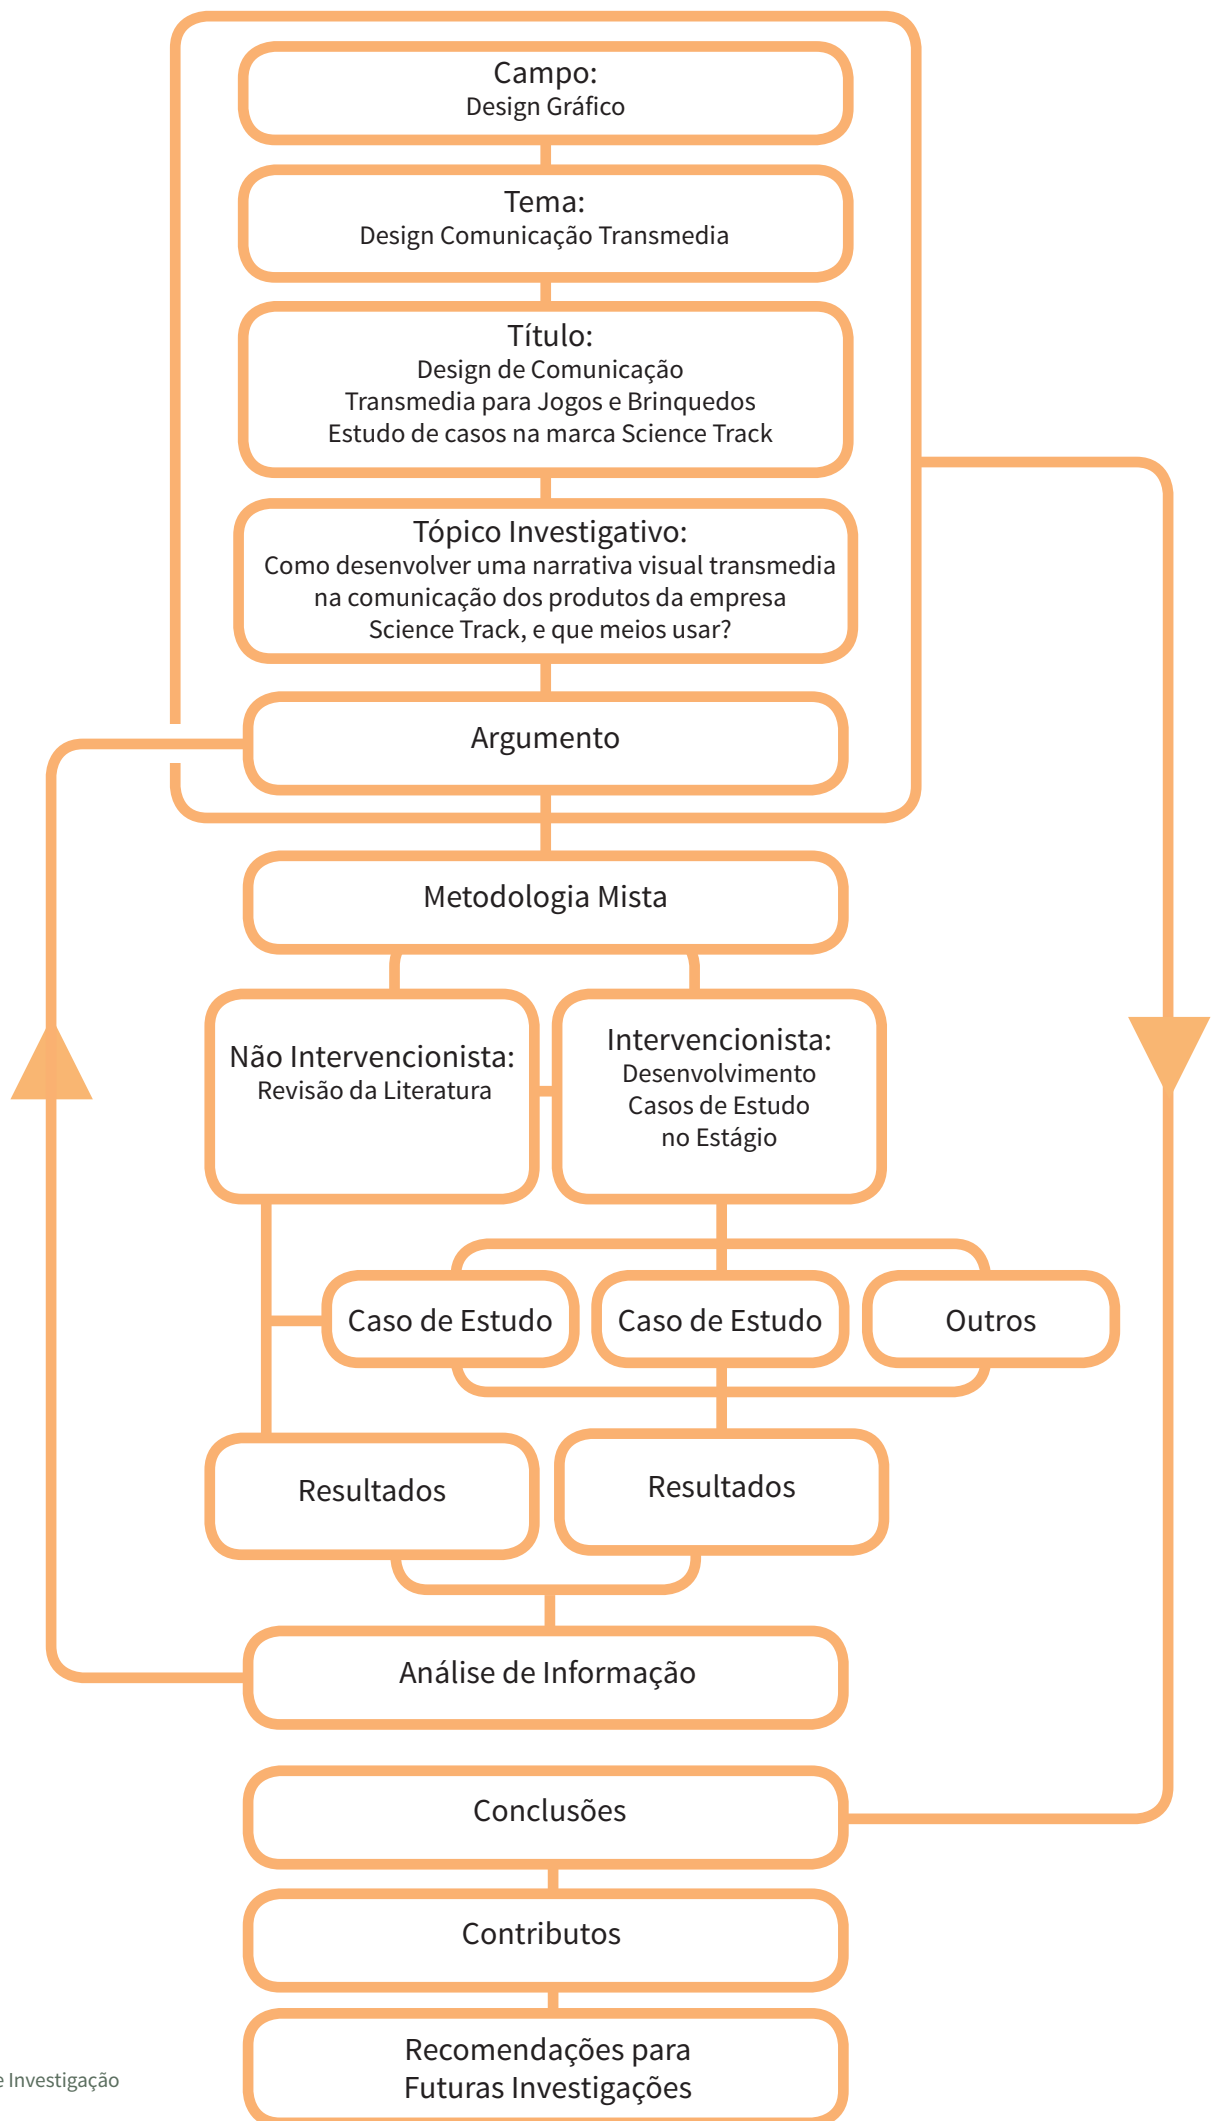 Campo:
Design Gráfico
Tema:
Design Comunicação Transmedia
Título:
Design de Comunicação
Transmedia para Jogos e Brinquedos
Estudo de casos na marca Science Track
Tópico Investigativo:
Como desenvolver uma narrativa visual transmedia
na comunicação dos produtos da empresa
Science Track, e que meios usar?
Argumento
Metodologia Mista
Não Intervencionista:
Revisão da Literatura
Intervencionista:
Desenvolvimento
Casos de Estudo
no Estágio
Caso de Estudo
Caso de Estudo
Outros
Resultados
Resultados
Análise de Informação
Conclusões
Contributos
Recomendações para
Futuras Investigações
e Investigação